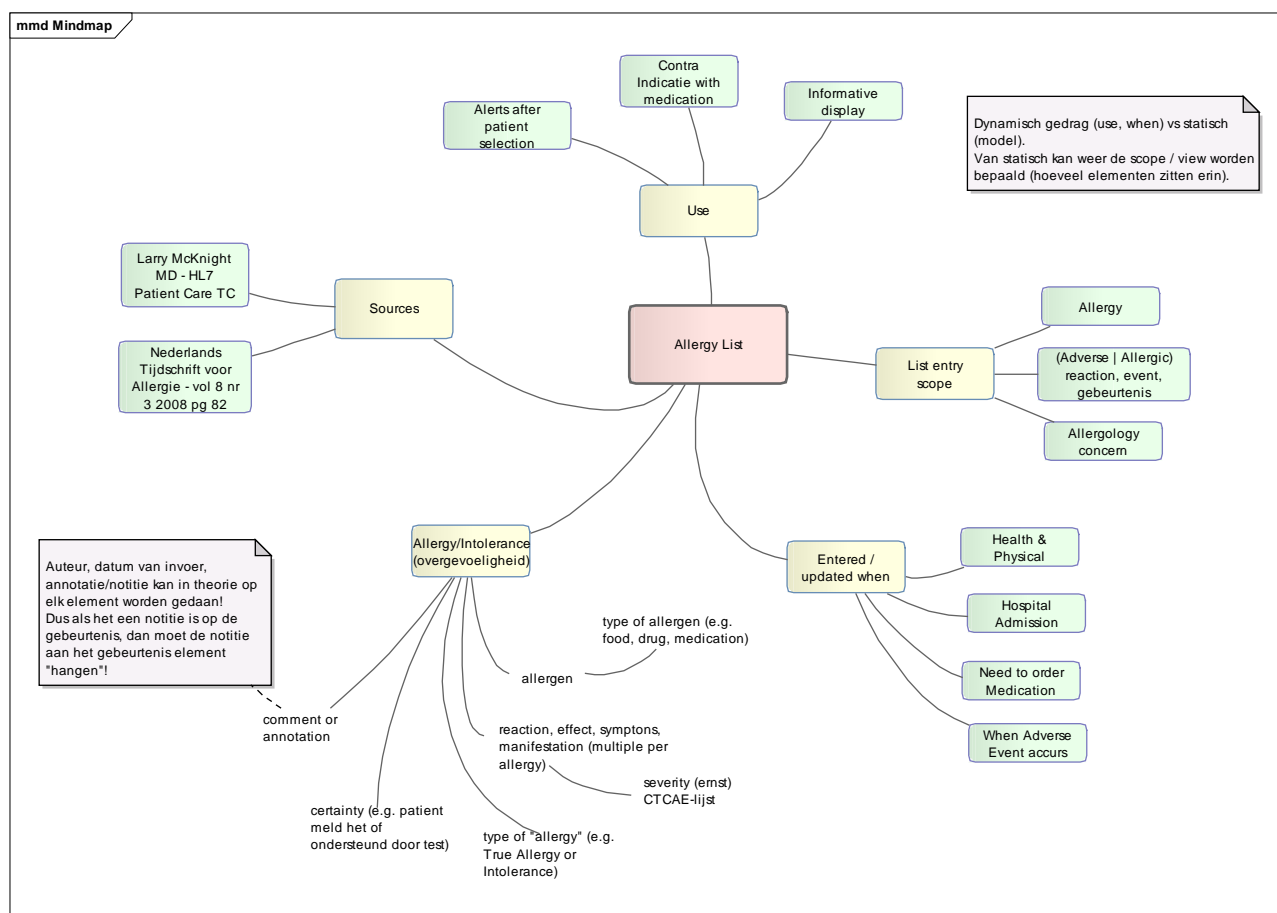 mmd Mindmap
Contra
Indicatie with
medication
Informative
display
Alerts after
patient
selection
Dynamisch gedrag (use, when) vs statisch
(model).
Van statisch kan weer de scope / view worden
bepaald (hoeveel elementen zitten erin).
Use
Larry McKnight
MD - HL7
Patient Care TC
Sources
Nederlands
Tijdschrift voor
Allergie - vol 8 nr
3 2008 pg 82
Allergy List
List entry
scope
Allergy
(Adverse | Allergic)
reaction, event,
gebeurtenis
Allergology
concern
Allergy/Intolerance
(overgevoeligheid)
Entered /
updated when
Health &
Physical
Hospital
Admission
Need to order
Medication
When Adverse
Event accurs
Auteur, datum van invoer,
annotatie/notitie kan in theorie op
elk element worden gedaan!
Dus als het een notitie is op de
gebeurtenis, dan moet de notitie
aan het gebeurtenis element
"hangen"!
type of allergen (e.g.
food, drug, medication)
allergen
comment or
annotation
reaction, effect, symptons,
manifestation (multiple per
allergy)
severity (ernst)
CTCAE-lijst
certainty (e.g. patient
meld het of
ondersteund door test)
type of "allergy" (e.g.
True Allergy or
Intolerance)